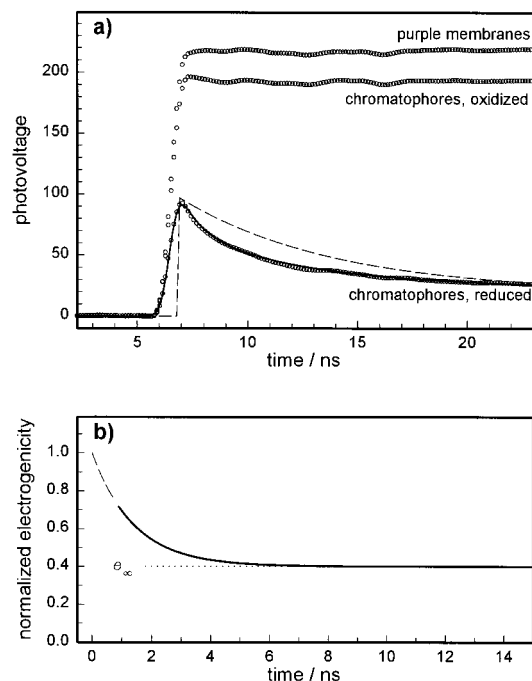 a)
purple membranes
chromatophores, oxidized
chromatophores, reduced
photovoltage
200
150
100
50
0
5
10
15
20
time / ns
b)
normalized electrogenicity
1.0
0.8
0.6
0.4
0.2
0.0
Θ∞
0
2
4
6
8
10
12
14
time / ns